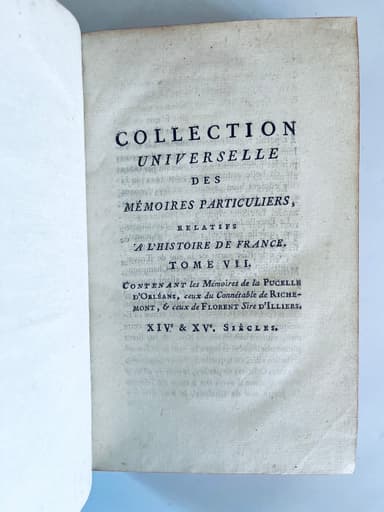 COLLECTION
UNIVERSELLE
DES
MÉMOIRES PARTICULIERS,
RELATIFS
A L'HISTOIRE DE FRANCE.
TOME VII.
CONTENANT les Mémoires de la PUCELLE
D'ORLÉANS, ceux du Connétable de RICHE-
MONT, & ceux de FLORENT Sire D'ILLIERS.
XIVe. & XVe. SIÈCLES.